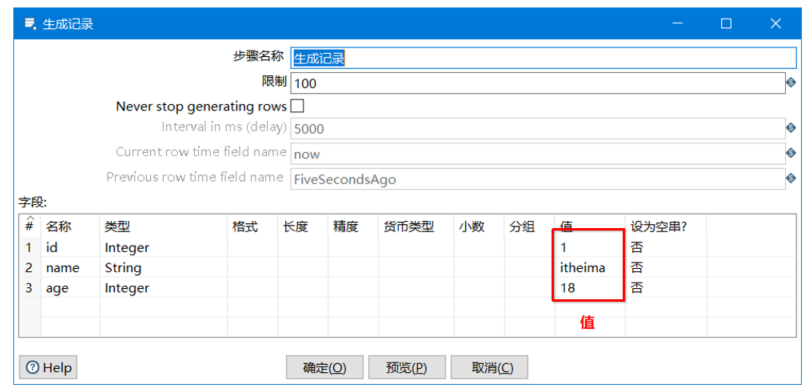 生成记录
步骤名称 生成记录
限制 100
Never stop generating rows
Interval in ms (delay) 5000
Current row time field name now
Previous row time field name FiveSecondsAgo
字段:
# 名称 类型 格式 长度 精度 货币类型 小数 分组 值 设为空串?
1 id Integer 1 否
2 name String itheima 否
3 age Integer 18 否
值
Help 确定(O) 预览(P) 取消(C)